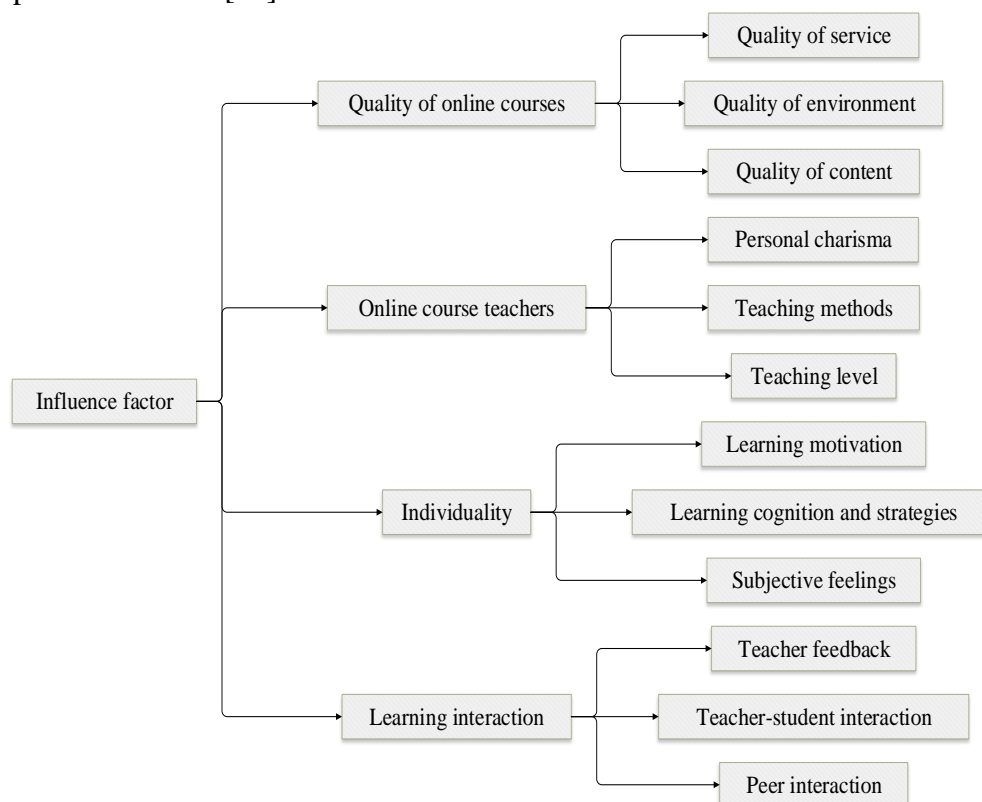 Quality of service
Quality of online courses
Quality of environment
Quality of content
Personal charisma
Online course teachers
Teaching methods
Teaching level
Influence factor
Learning motivation
Individuality
Learning cognition and strategies
Subjective feelings
Teacher feedback
Learning interaction
Teacher-student interaction
Peer interaction